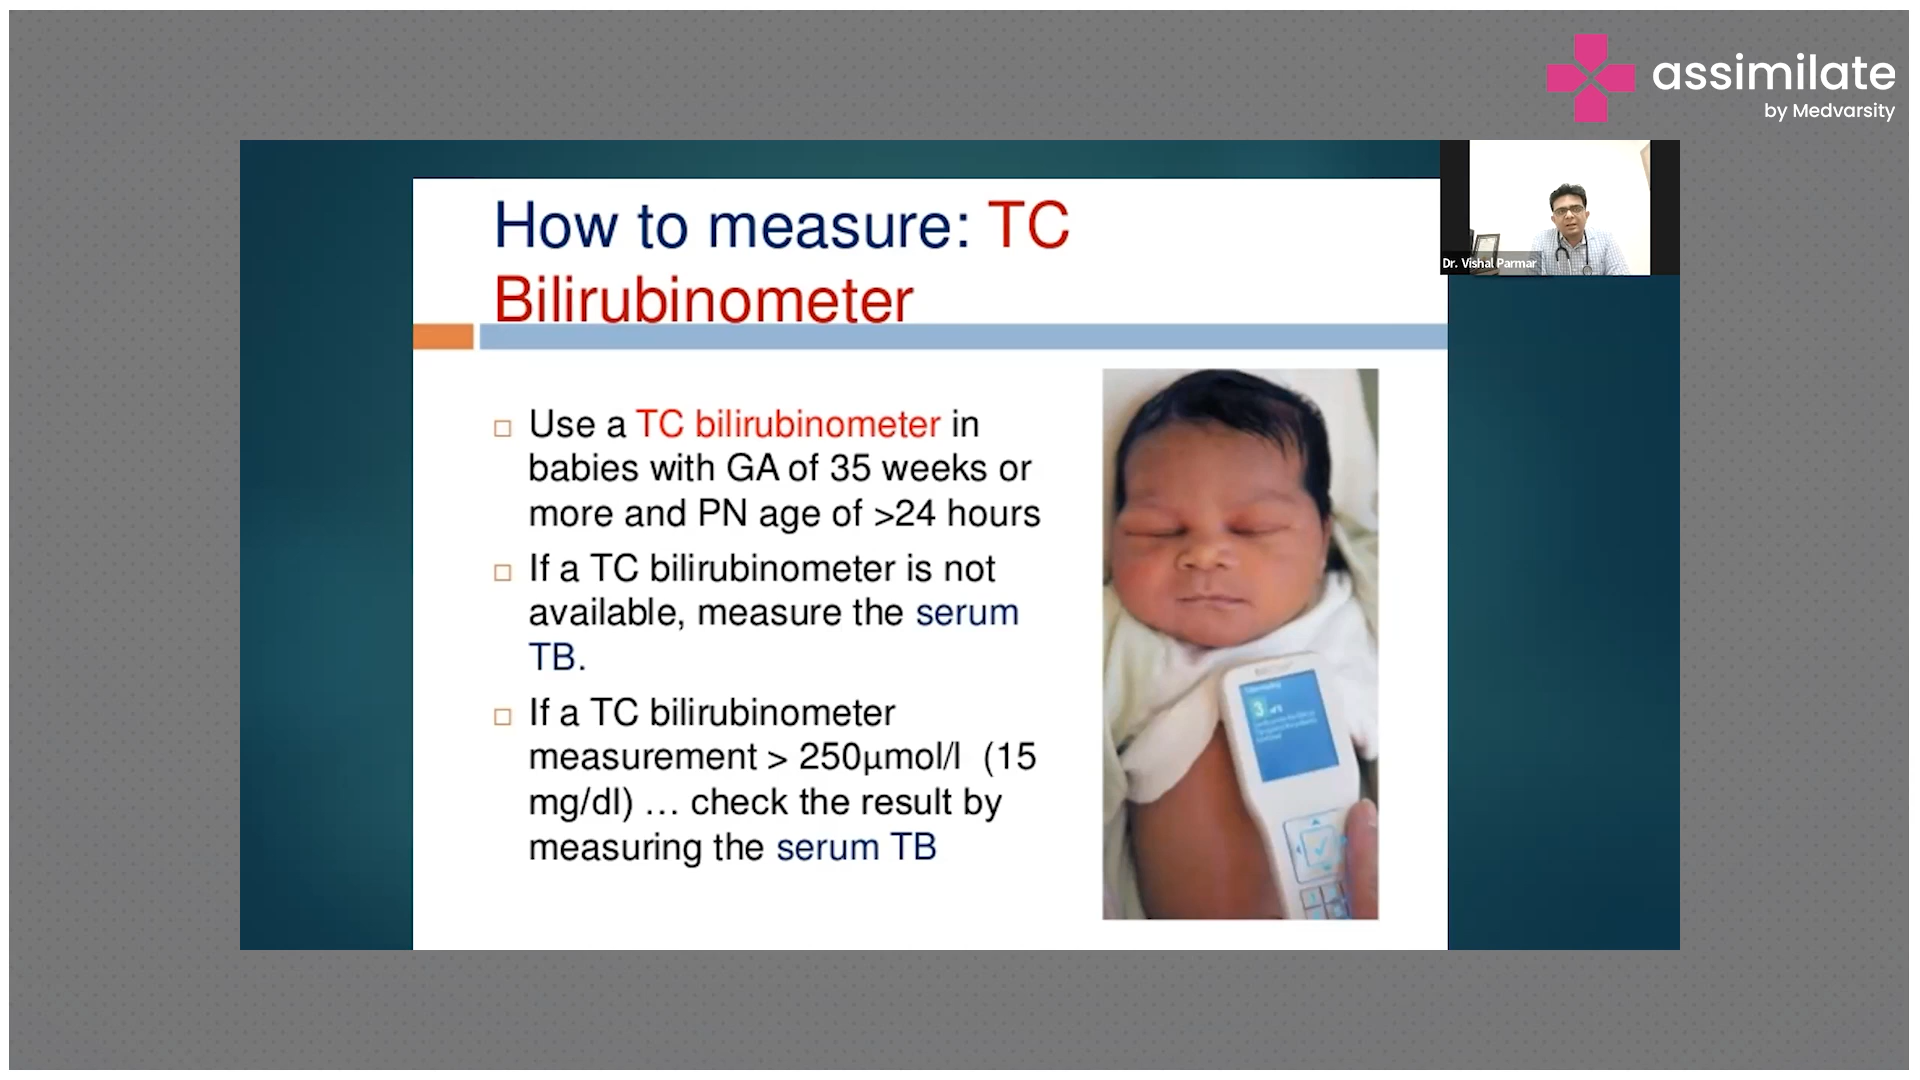 assimilate
by Medvarsity
Dr. Vishal Parmar
How to measure: TC
Bilirubinometer
□ Use a TC bilirubinometer in
babies with GA of 35 weeks or
more and PN age of >24 hours
□ If a TC bilirubinometer is not
available, measure the serum
TB.
□ If a TC bilirubinometer
measurement > 250µmol/l (15
mg/dl) … check the result by
measuring the serum TB
3